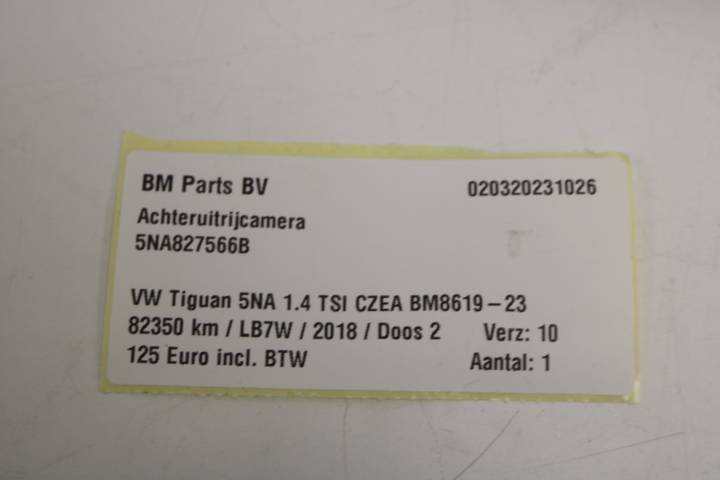 BM Parts BV 020320231026
Achteruitrijcamera
5NA827566B
VW Tiguan 5NA 1.4 TSI CZEA BM8619-23
82350 km / LB7W / 2018 / Doos 2 Verz: 10
125 Euro incl. BTW Aantal: 1